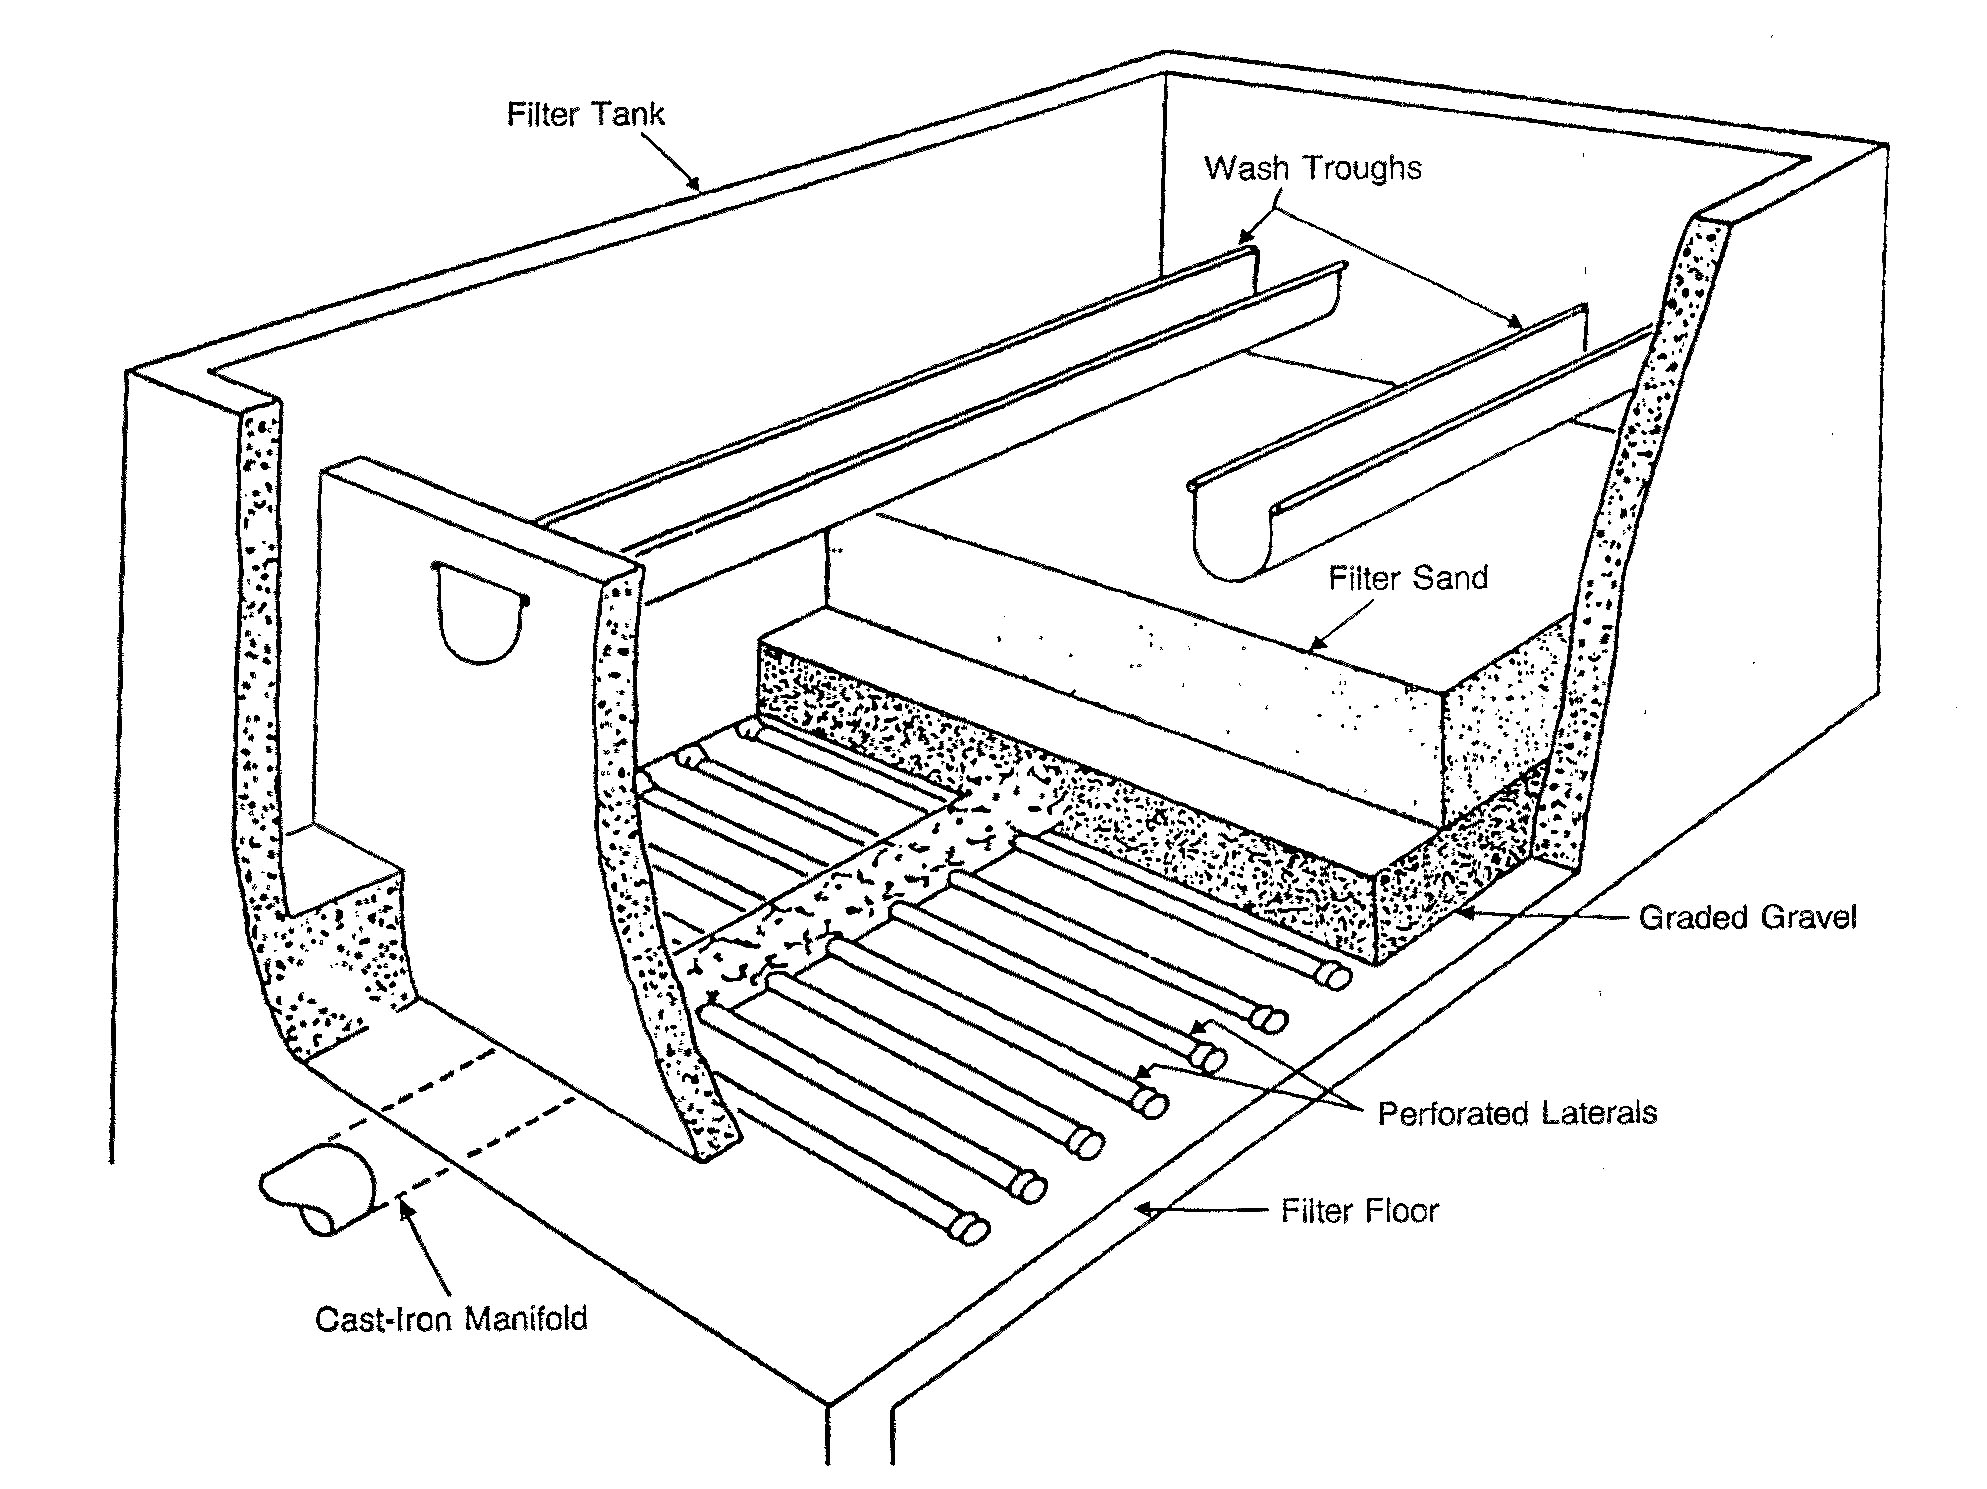 Filter Tank
Wash Troughs
Filter Sand
Graded Gravel
Perforated Laterals
Filter Floor
Cast-Iron Manifold